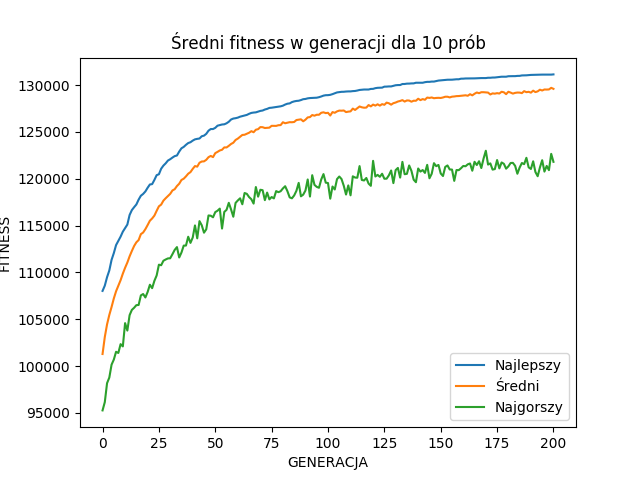 Średni fitness w generacji dla 10 prób
130000
125000
120000
115000
110000
105000
100000
95000
FITNESS
0 25 50 75 100 125 150 175 200
GENERACJA
Najlepszy
Średni
Najgorszy